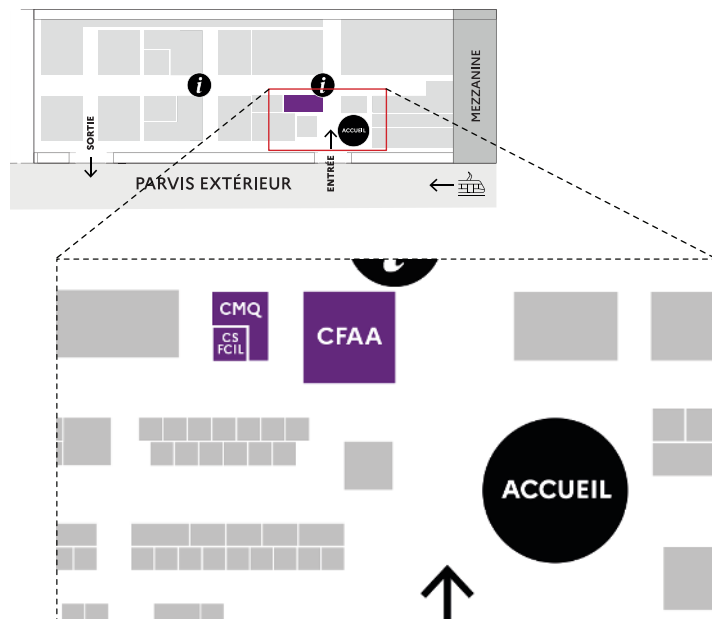 MEZZANINE
i
i
ACCUEIL
SORTIE
ENTRÉE
PARVIS EXTÉRIEUR
i
CMQ
CS
FCIL
CFAA
ACCUEIL